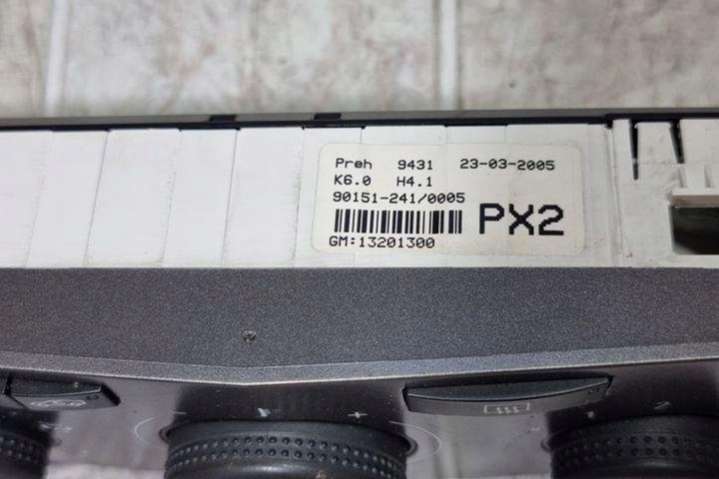 Preh 9431 23-03-2005
K6.0 H4.1
90151-241/0005
PX2
GM:13201300
- +